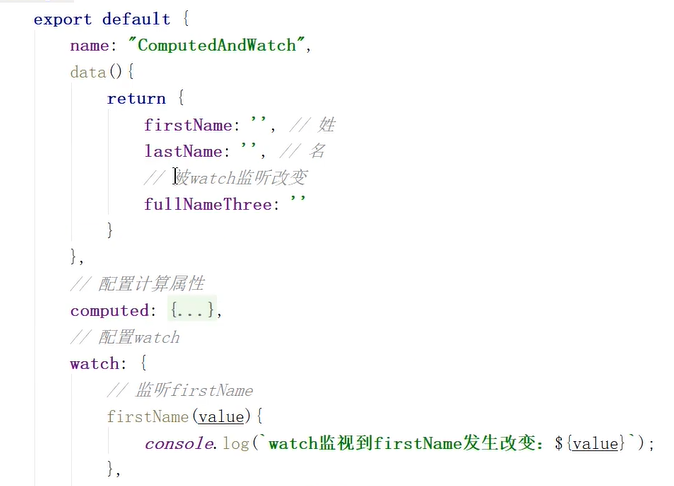 export default {
name: "ComputedAndWatch",
data(){
return {
firstName: '', // 姓
lastName: '', // 名
// 被watch监听改变
fullNameThree: ''
}
},
// 配置计算属性
computed: {...},
// 配置watch
watch: {
// 监听firstName
firstName(value){
console.log(`watch监视到firstName发生改变: ${value}`);
},